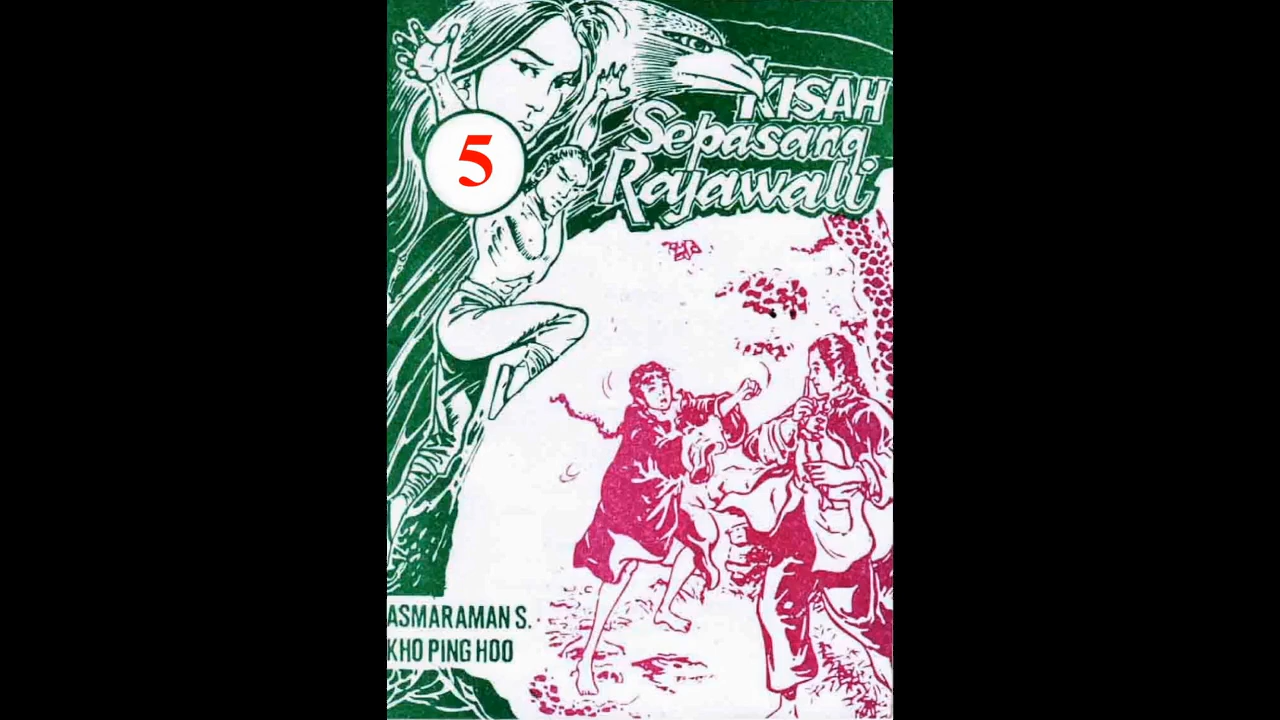 KISAH
Sepasang
Rajawali
5
ASMARAMAN S.
KHO PING HOO